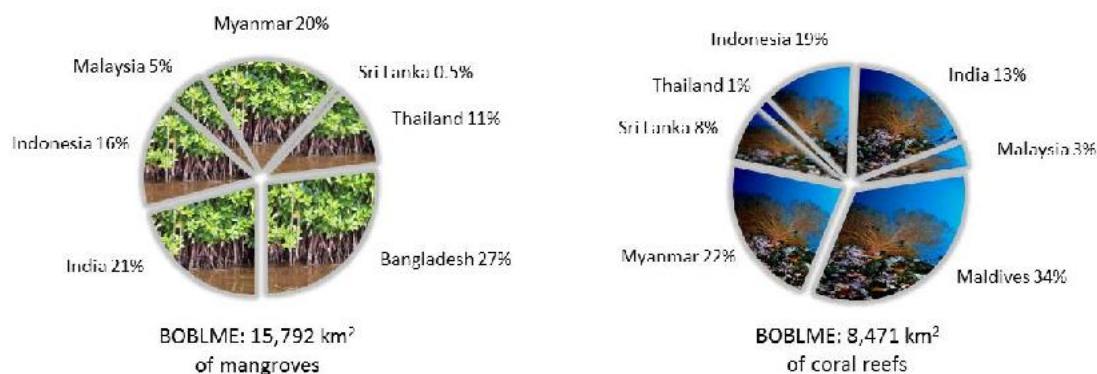 Myanmar 20%
Malaysia 5%
Sri Lanka 0.5%
Thailand 11%
Indonesia 16%
India 21%
Bangladesh 27%
BOBLME: 15,792 km²
of mangroves
Indonesia 19%
India 13%
Thailand 1%
Sri Lanka 8%
Malaysia 3%
Myanmar 22%
Maldives 34%
BOBLME: 8,471 km²
of coral reefs